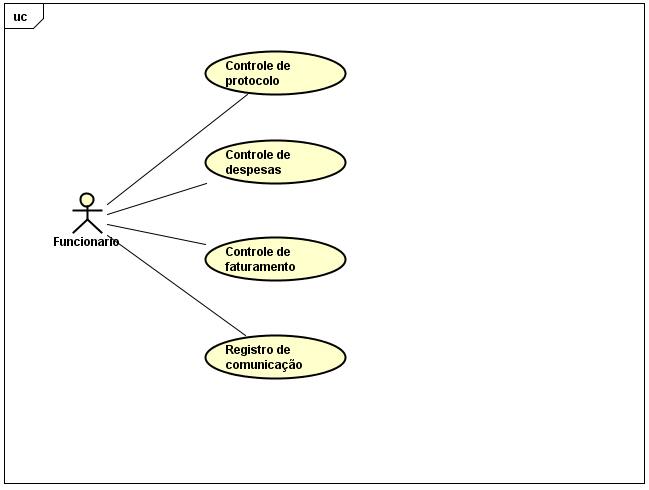 uc
Controle de
protocolo
Controle de
despesas
Funcionario
Controle de
faturamento
Registro de
comunicação